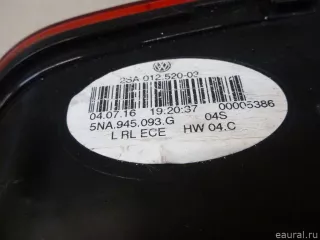 2SA 012.520-03
04.07.16 19:20:37 00005386
5NA.945.093.G 04S
L RL ECE HW 04.C
© eaural.ru